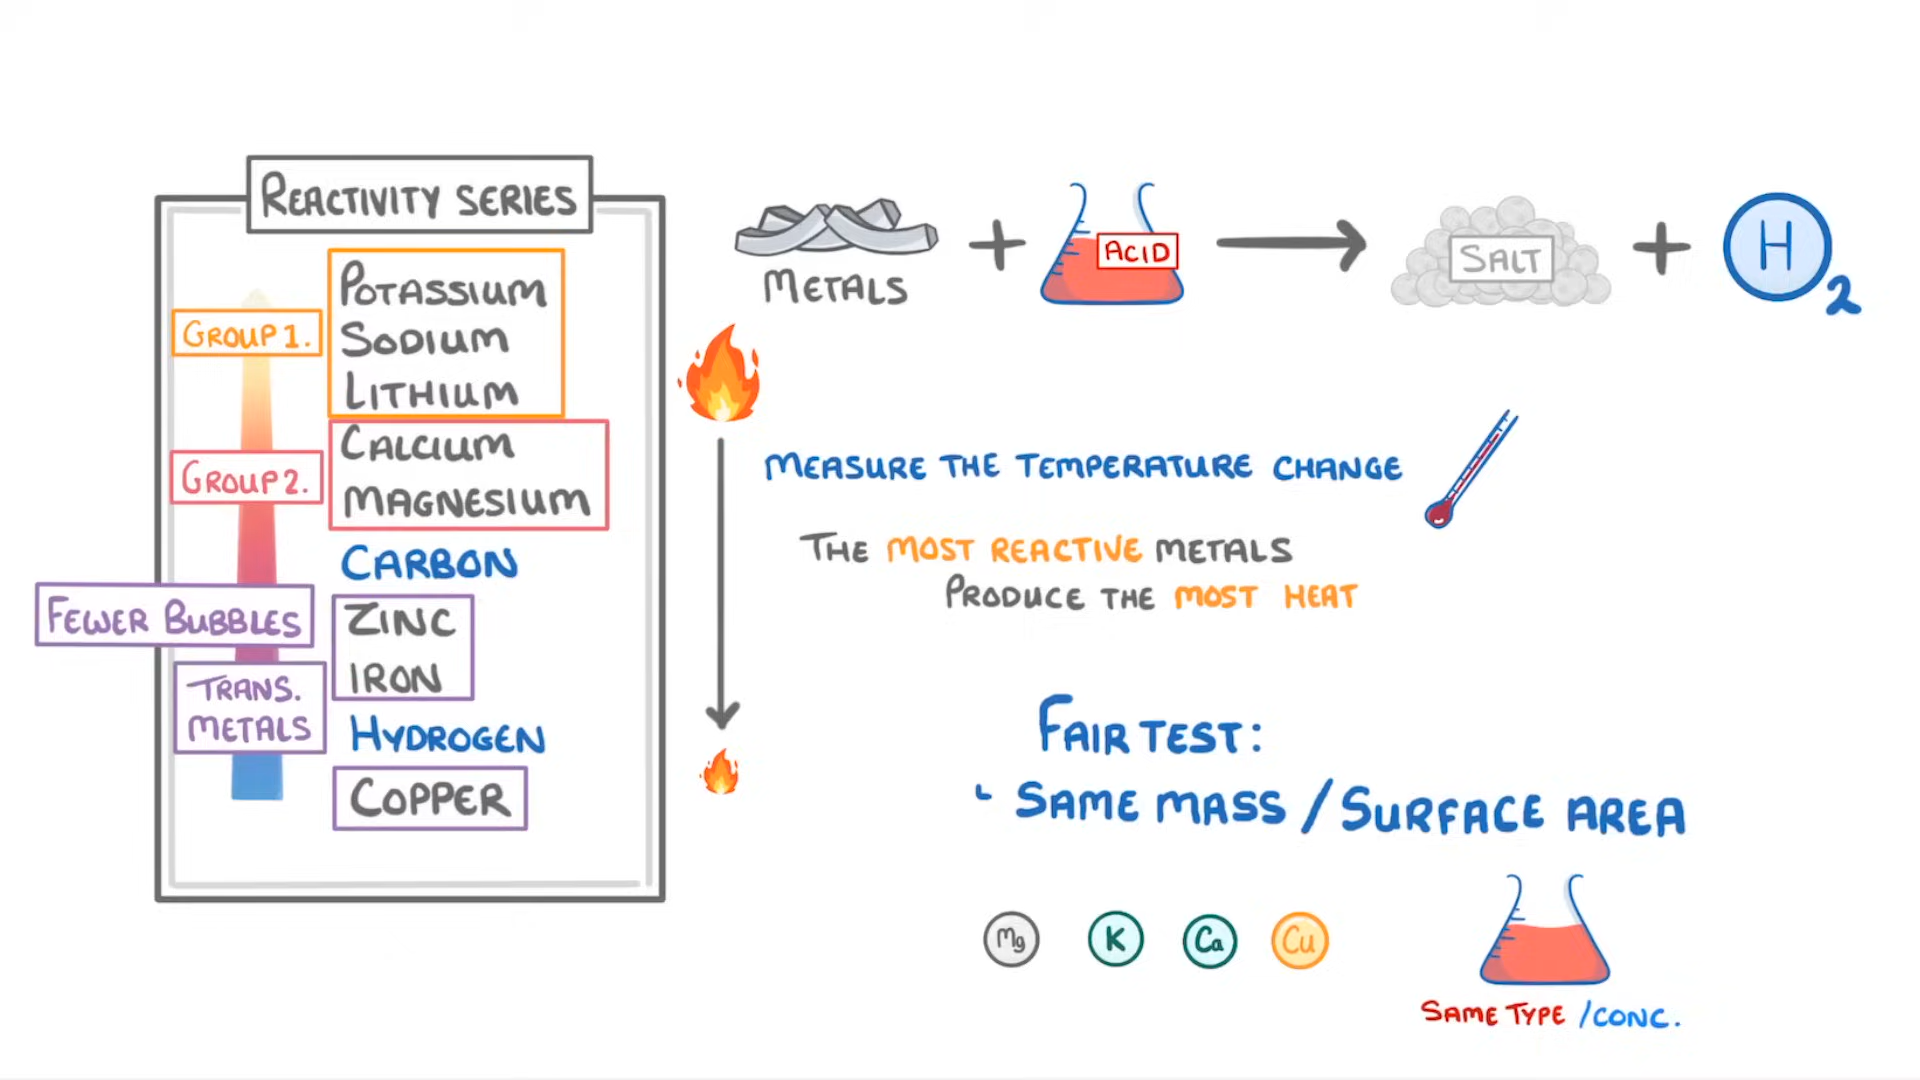 REACTIVITY SERIES
GROUP 1.
POTASSIUM
SODIUM
LITHIUM
GROUP 2.
CALCIUM
MAGNESIUM
CARBON
FEWER BUBBLES
ZINC
IRON
TRANS.
METALS
HYDROGEN
COPPER
METALS + ACID → SALT + H2
MEASURE THE TEMPERATURE CHANGE
THE MOST REACTIVE METALS
PRODUCE THE MOST HEAT
FAIR TEST:
SAME MASS / SURFACE AREA
Mg K Ca Cu
SAME TYPE / CONC.